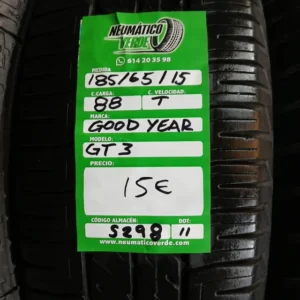 NEUMÁTICO
VERDE
614 20 35 98
MEDIDA
185/65/15
C. CARGA: C. VELOCIDAD:
88 T
MARCA:
GOOD YEAR
MODELO:
GT3
PRECIO:
15€
CÓDIGO ALMACÉN: DOT:
S298 11
www.neumaticoverde.com